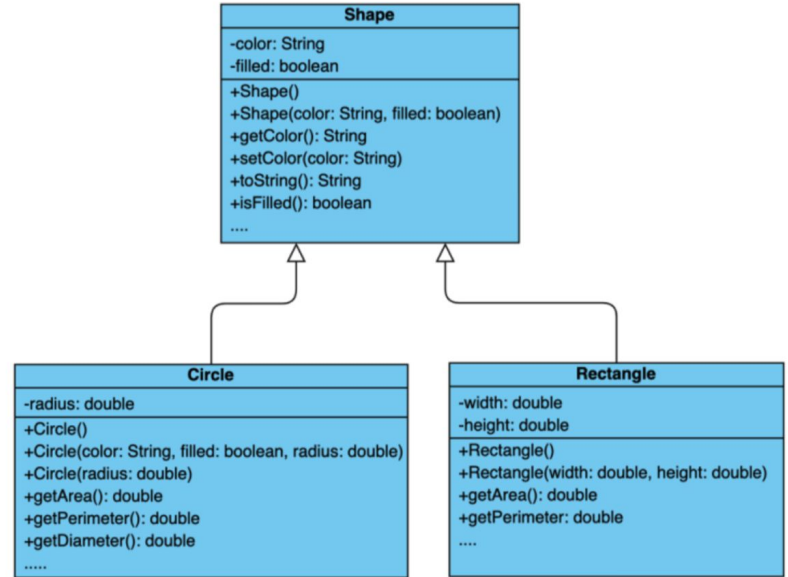 Shape
-color: String
-filled: boolean
+Shape()
+Shape(color: String, filled: boolean)
+getColor(): String
+setColor(color: String)
+toString(): String
+isFilled(): boolean
....
Circle
-radius: double
+Circle()
+Circle(color: String, filled: boolean, radius: double)
+Circle(radius: double)
+getArea(): double
+getPerimeter(): double
+getDiameter(): double
.....
Rectangle
-width: double
-height: double
+Rectangle()
+Rectangle(width: double, height: double)
+getArea(): double
+getPerimeter: double
....